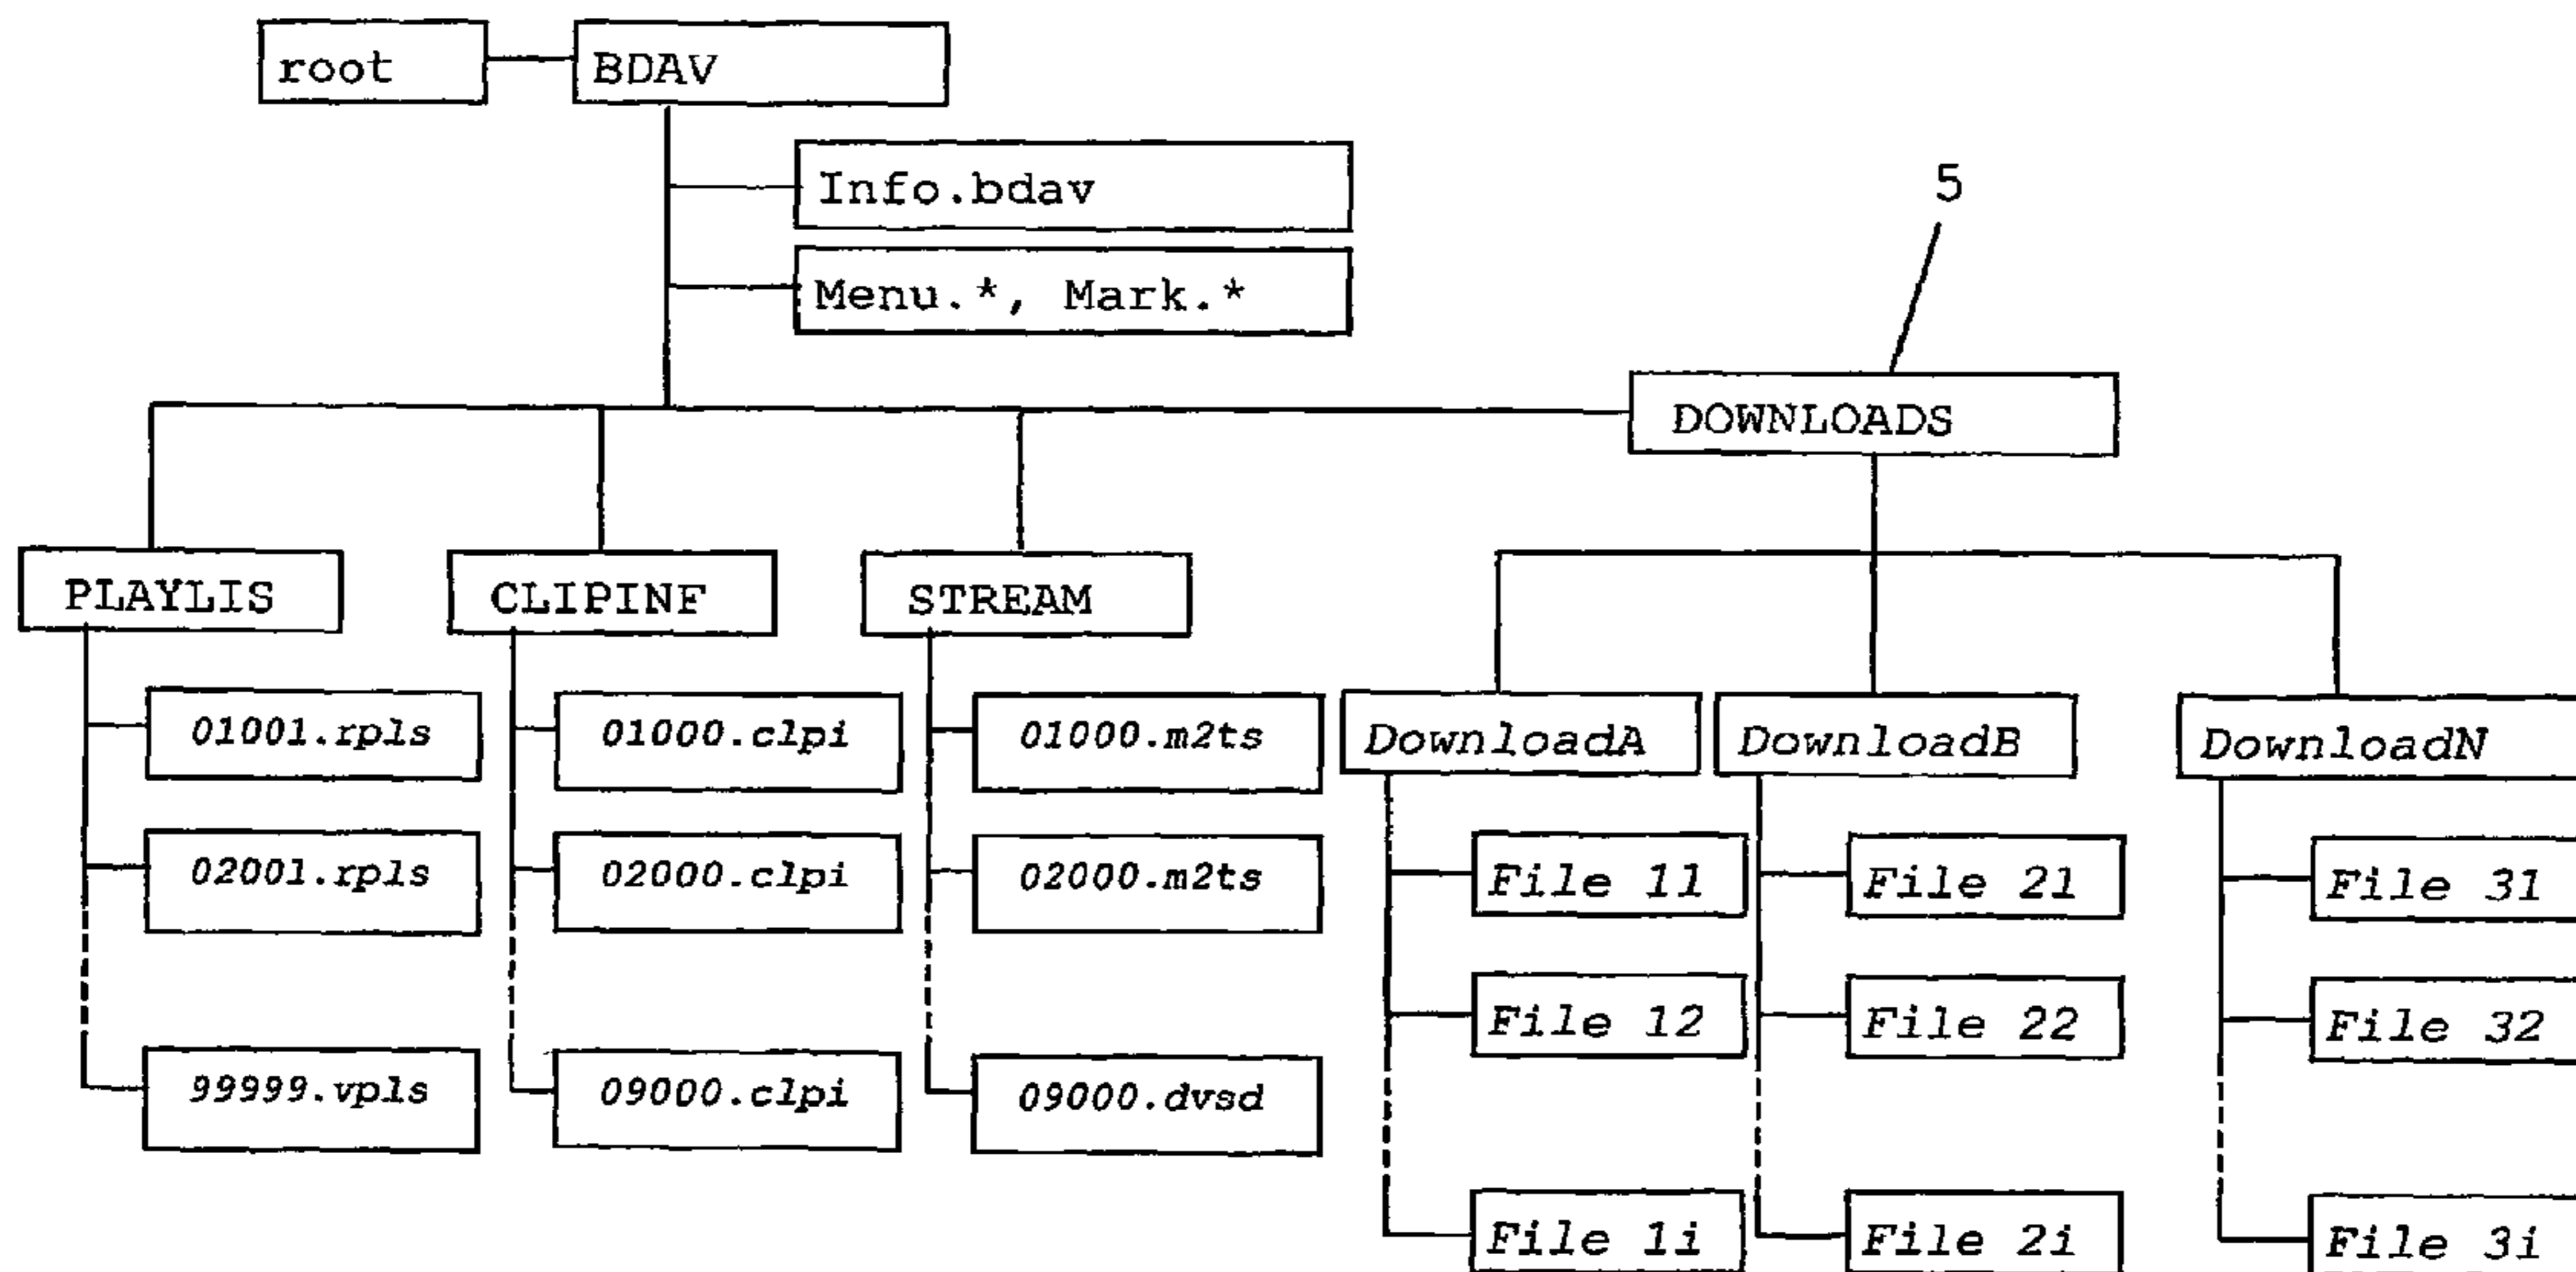 root
BDAV
Info.bdav
Menu.*, Mark.*
5
DOWNLOADS
PLAYLIS
CLIPINF
STREAM
01001.rpls
01000.clpi
01000.m2ts
DownloadA
DownloadB
DownloadN
02001.rpls
02000.clpi
02000.m2ts
File 11
File 21
File 31
File 12
File 22
File 32
99999.vpls
09000.clpi
09000.dvsd
File 1i
File 2i
File 3i